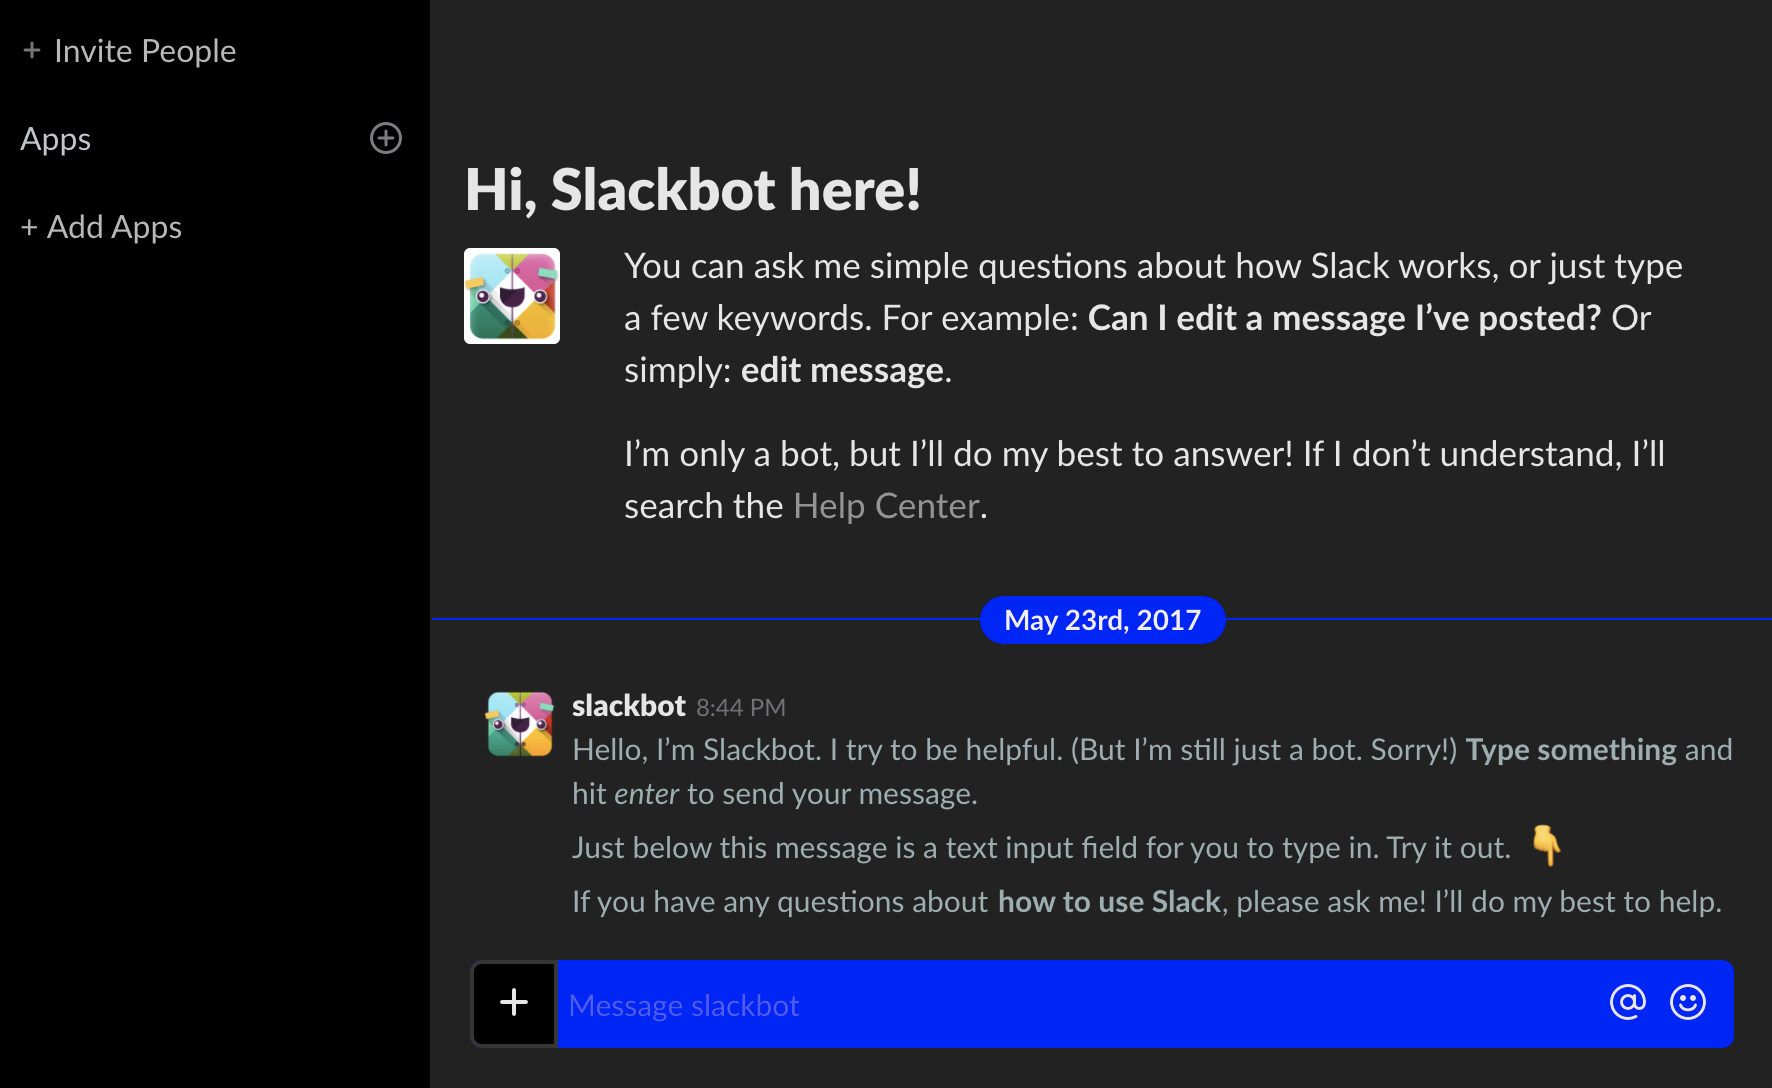 + Invite People
Apps
+ Add Apps
Hi, Slackbot here!
You can ask me simple questions about how Slack works, or just type
a few keywords. For example: Can I edit a message I’ve posted? Or
simply: edit message.
I’m only a bot, but I’ll do my best to answer! If I don’t understand, I’ll
search the Help Center.
May 23rd, 2017
slackbot 8:44 PM
Hello, I’m Slackbot. I try to be helpful. (But I’m still just a bot. Sorry!) Type something and
hit enter to send your message.
Just below this message is a text input field for you to type in. Try it out. 👇
If you have any questions about how to use Slack, please ask me! I’ll do my best to help.
+ Message slackbot @